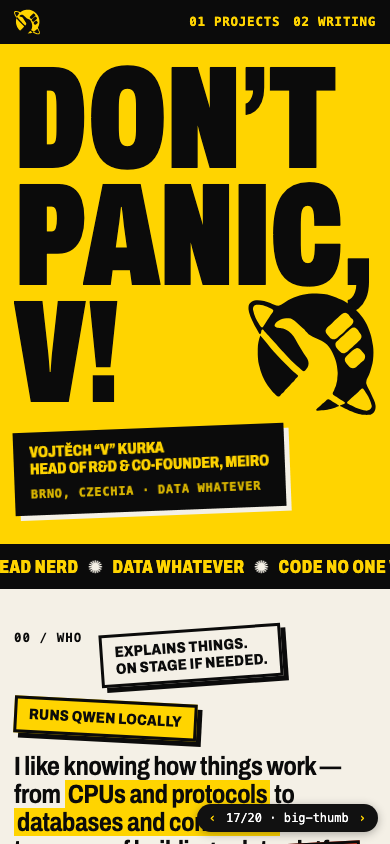 01 PROJECTS 02 WRITING
DON’T
PANIC,
V!
VOJTĚCH “V” KURKA
HEAD OF R&D & CO-FOUNDER, MEIRO
BRNO, CZECHIA · DATA WHATEVER
EAD NERD ✺ DATA WHATEVER ✺ CODE NO ONE
00 / WHO
EXPLAINS THINGS.
ON STAGE IF NEEDED.
RUNS QWEN LOCALLY
I like knowing how things work —
from CPUs and protocols to
databases and con
‹ 17/20 · big-thumb ›